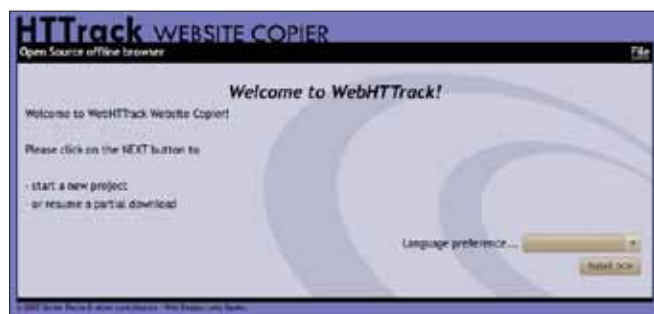 HTTrack WEBSITE COPIER
Open Source offline browser
File
Welcome to WebHTTrack!
Welcome to WebHTTrack Website Copier!
Please click on the NEXT button to
- start a new project
- or resume a partial download
Language preference...